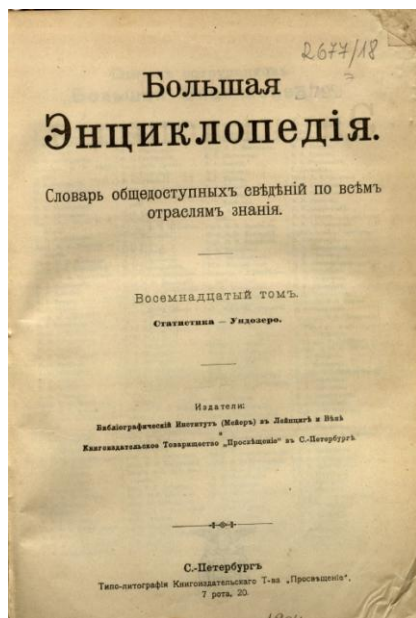 2677/18
Большая
Энциклопедія.
Словарь общедоступныхъ свѣдѣній по всѣмъ
отраслямъ знанія.
Восемнадцатый томъ.
Статистика — Ундозеро.
Издатели:
Библіографическій Институтъ (Мейеръ) въ Лейпцигѣ и Вѣнѣ
и
Книгоиздательское Товарищество „Просвѣщеніе“ въ С.-Петербургѣ
С.-Петербургъ
Типо-литографія Книгоиздательскаго Т-ва „Просвѣщеніе“,
7 рота, 20.